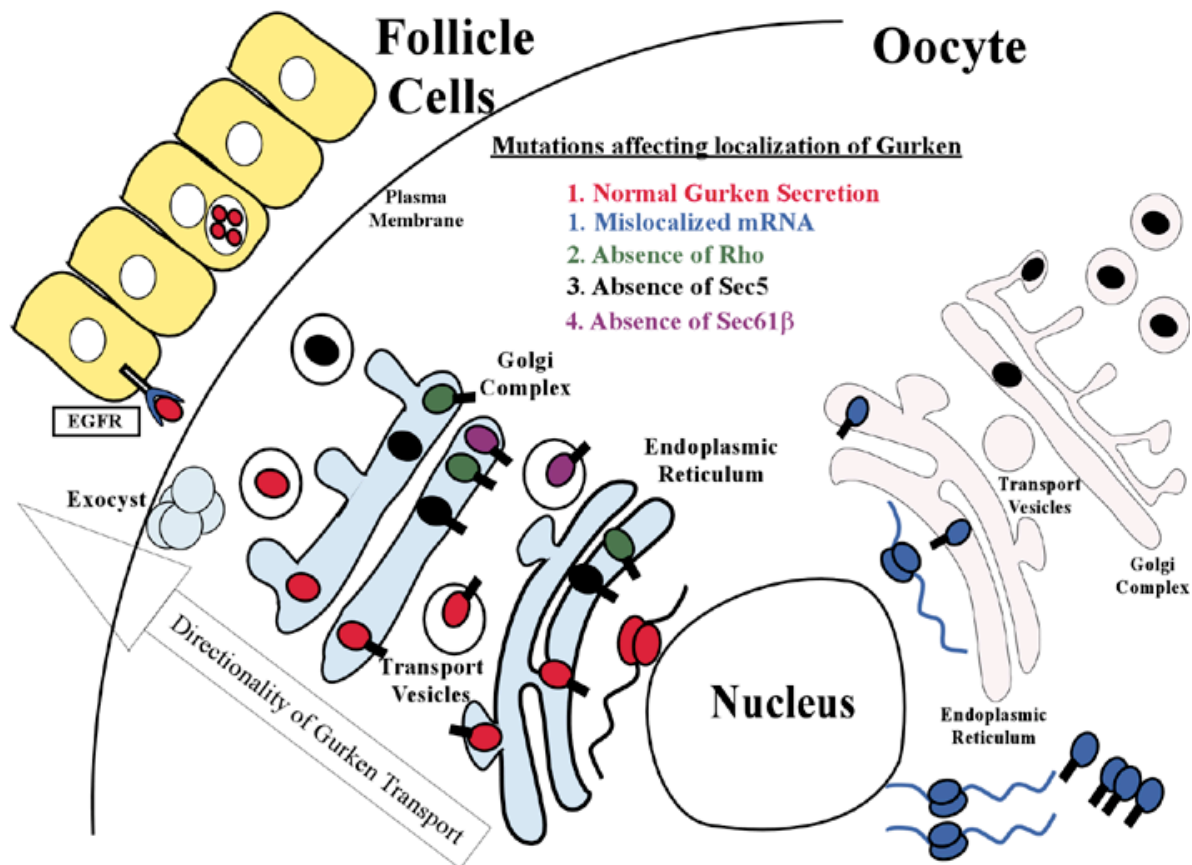 Follicle
Cells
Oocyte
Mutations affecting localization of Gurken
1. Normal Gurken Secretion
1. Mislocalized mRNA
2. Absence of Rho
3. Absence of Sec5
4. Absence of Sec61β
Plasma
Membrane
Golgi
Complex
EGFR
Endoplasmic
Reticulum
Exocyst
Transport
Vesicles
Golgi
Complex
Directionality of Gurken Transport
Transport
Vesicles
Nucleus
Endoplasmic
Reticulum